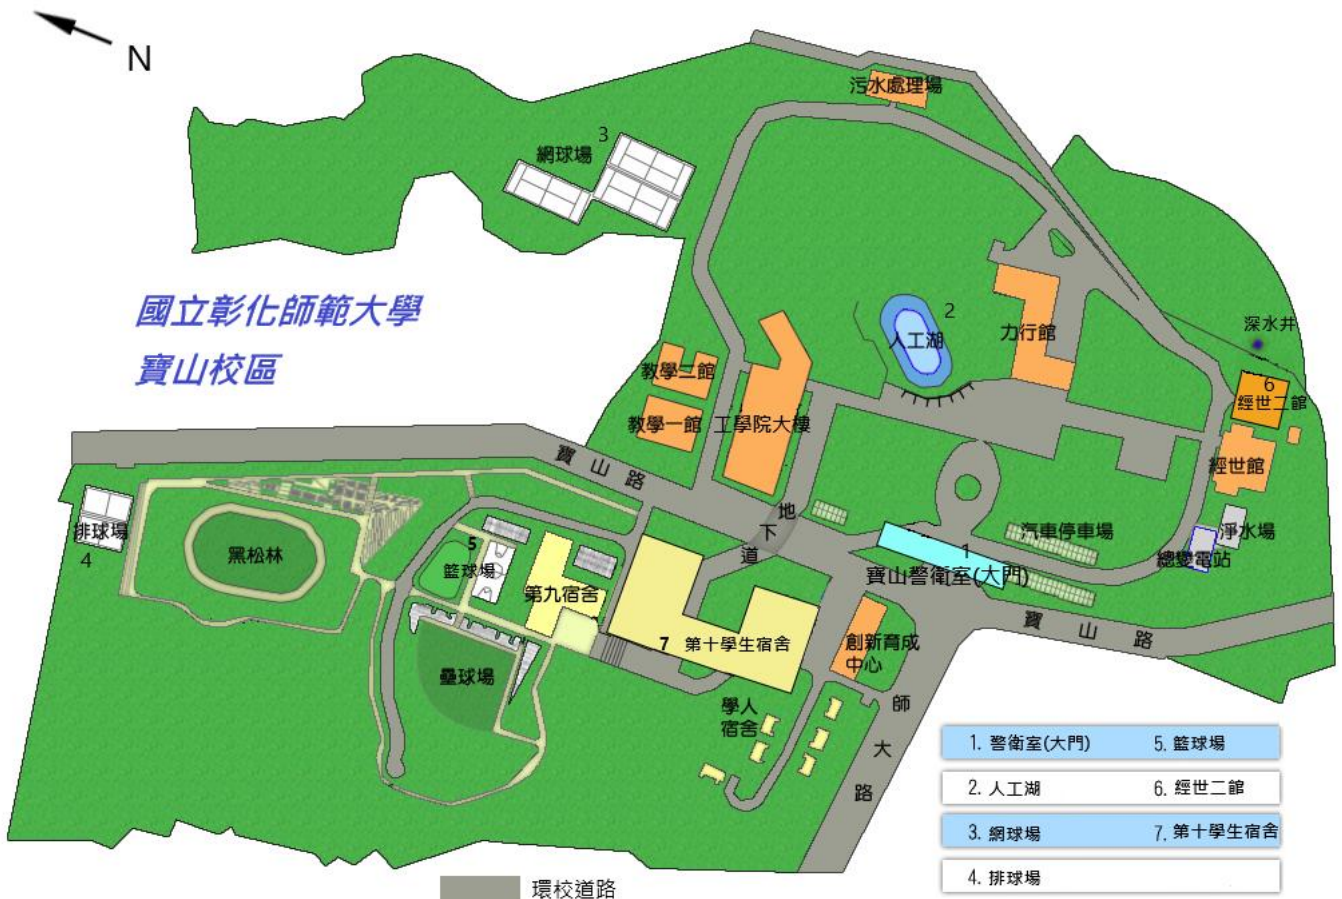 N
污水處理場
3
網球場
國立彰化師範大學
寶山校區
2
人工湖
力行館
深水井
教學二館
6
經世二館
教學一館
工學院大樓
經世館
寶山路
地下道
排球場
4
黑松林
5
籃球場
第九宿舍
汽車停車場
1
寶山警衛室(大門)
淨水場
總變電站
7
第十學生宿舍
創新育成
中心
寶山路
壘球場
學人
宿舍
師大路
1. 警衛室(大門)
5. 籃球場
2. 人工湖
6. 經世二館
3. 網球場
7. 第十學生宿舍
4. 排球場
環校道路